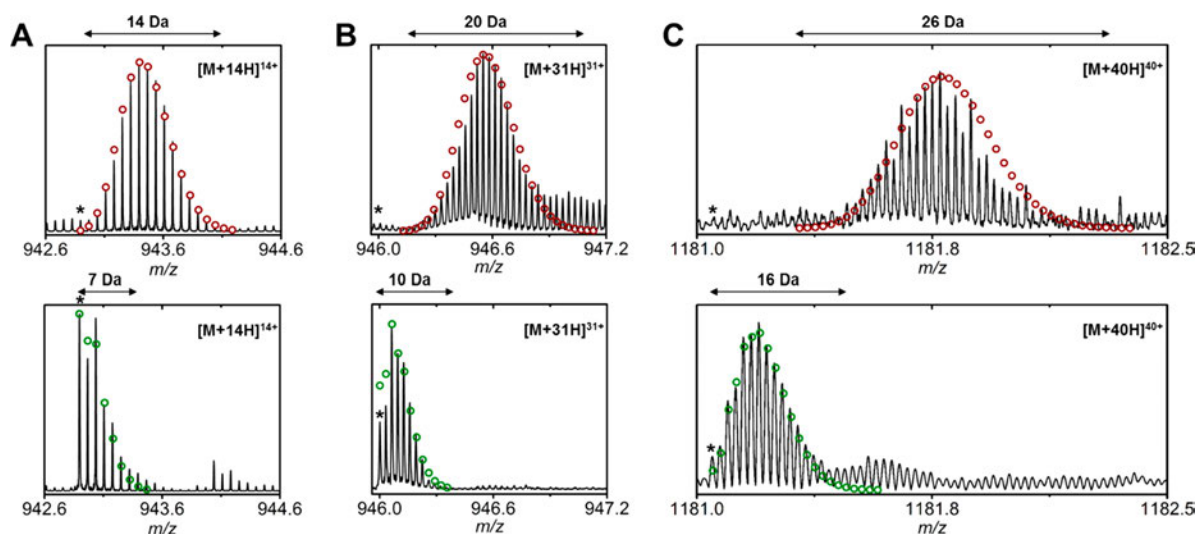 A
14 Da
[M+14H]14+
*
942.6 943.6 944.6
m/z
7 Da
*
[M+14H]14+
942.6 943.6 944.6
m/z
B
20 Da
[M+31H]31+
*
946.0 946.6 947.2
m/z
10 Da
[M+31H]31+
*
946.0 946.6 947.2
m/z
C
26 Da
[M+40H]40+
*
1181.0 1181.8 1182.5
m/z
16 Da
[M+40H]40+
*
1181.0 1181.8 1182.5
m/z